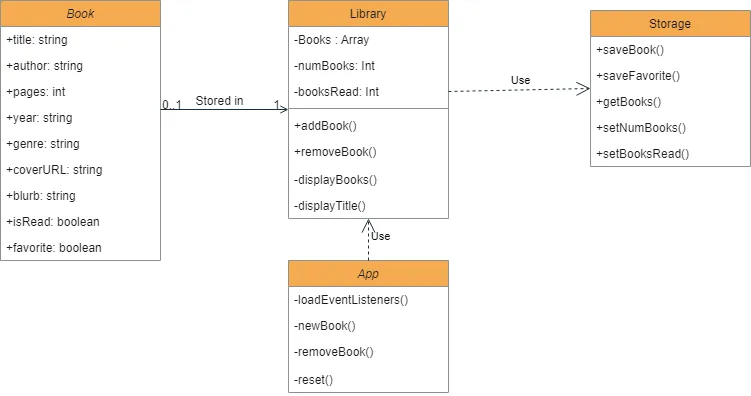 Book
+title: string
+author: string
+pages: int
+year: string
+genre: string
+coverURL: string
+blurb: string
+isRead: boolean
+favorite: boolean
0..1
Stored in
1
Library
-Books : Array
-numBooks: Int
-booksRead: Int
+addBook()
+removeBook()
-displayBooks()
-displayTitle()
Use
Storage
+saveBook()
+saveFavorite()
+getBooks()
+setNumBooks()
+setBooksRead()
Use
App
-loadEventListeners()
-newBook()
-removeBook()
-reset()